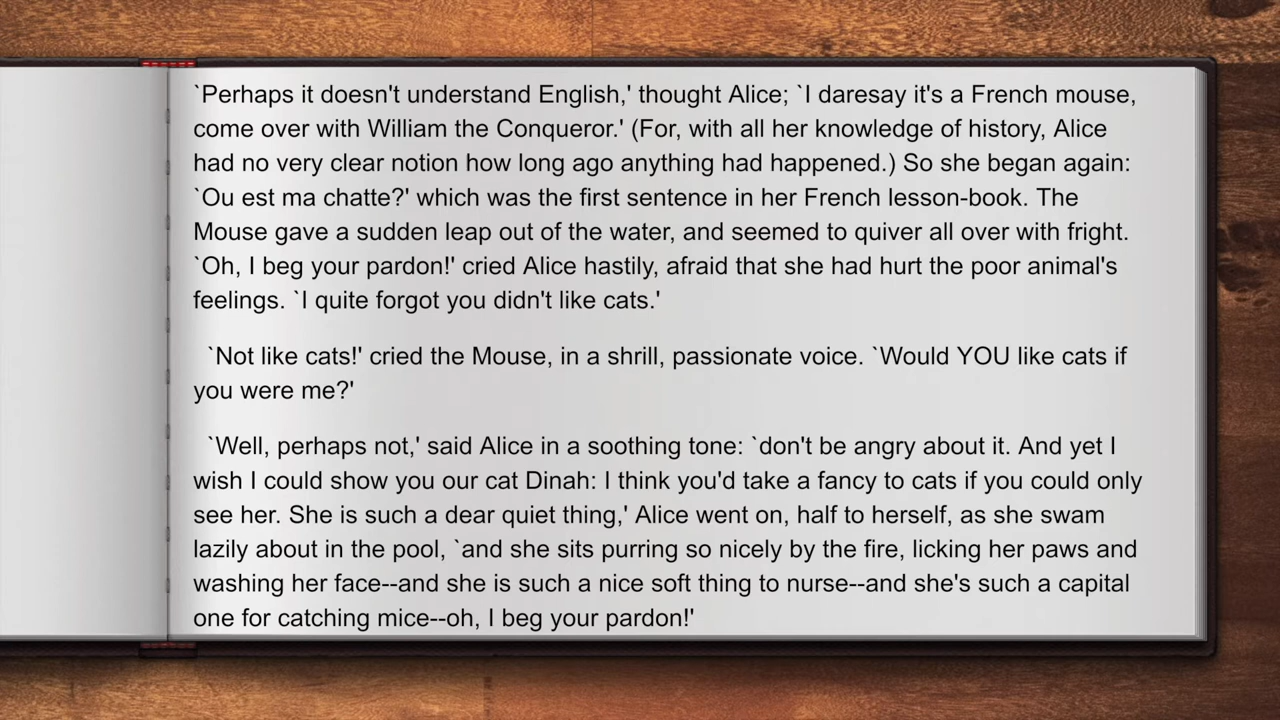 `Perhaps it doesn't understand English,' thought Alice; `I daresay it's a French mouse,
come over with William the Conqueror.' (For, with all her knowledge of history, Alice
had no very clear notion how long ago anything had happened.) So she began again:
`Ou est ma chatte?' which was the first sentence in her French lesson-book. The
Mouse gave a sudden leap out of the water, and seemed to quiver all over with fright.
`Oh, I beg your pardon!' cried Alice hastily, afraid that she had hurt the poor animal's
feelings. `I quite forgot you didn't like cats.'
`Not like cats!' cried the Mouse, in a shrill, passionate voice. `Would YOU like cats if
you were me?'
`Well, perhaps not,' said Alice in a soothing tone: `don't be angry about it. And yet I
wish I could show you our cat Dinah: I think you'd take a fancy to cats if you could only
see her. She is such a dear quiet thing,' Alice went on, half to herself, as she swam
lazily about in the pool, `and she sits purring so nicely by the fire, licking her paws and
washing her face--and she is such a nice soft thing to nurse--and she's such a capital
one for catching mice--oh, I beg your pardon!'